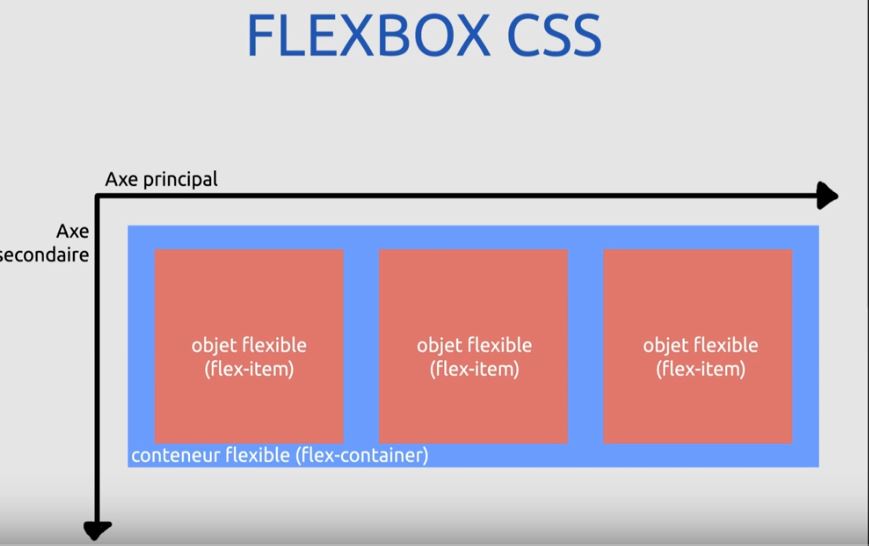 FLEXBOX CSS
Axe principal
Axe
secondaire
objet flexible
(flex-item)
objet flexible
(flex-item)
objet flexible
(flex-item)
conteneur flexible (flex-container)